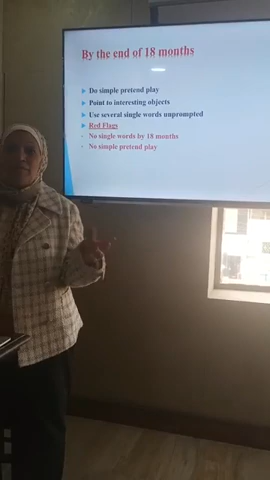 By the end of 18 months
Do simple pretend play
Point to interesting objects
Use several single words unprompted
Red Flags
No single words by 18 months
No simple pretend play